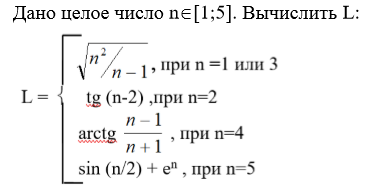 Дано целое число n∈[1;5]. Вычислить L:
√(n²/(n − 1)), при n =1 или 3
L =
tg (n-2) ,при n=2
arctg (n − 1)/(n + 1) , при n=4
sin (n/2) + eⁿ , при n=5